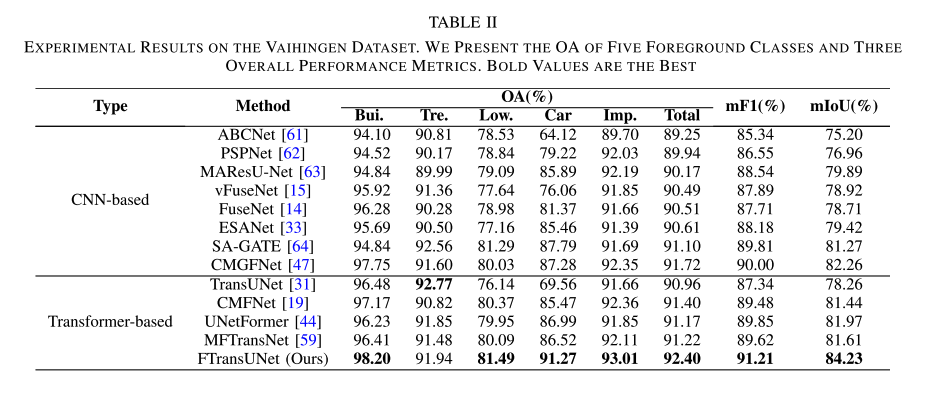 TABLE II
EXPERIMENTAL RESULTS ON THE VAIHINGEN DATASET. WE PRESENT THE OA OF FIVE FOREGROUND CLASSES AND THREE
OVERALL PERFORMANCE METRICS. BOLD VALUES ARE THE BEST
Type Method OA(%) mF1(%) mIoU(%)
Bui. Tre. Low. Car Imp. Total
CNN-based
ABCNet [61] 94.10 90.81 78.53 64.12 89.70 89.25 85.34 75.20
PSPNet [62] 94.52 90.17 78.84 79.22 92.03 89.94 86.55 76.96
MAResU-Net [63] 94.84 89.99 79.09 85.89 92.19 90.17 88.54 79.89
vFuseNet [15] 95.92 91.36 77.64 76.06 91.85 90.49 87.89 78.92
FuseNet [14] 96.28 90.28 78.98 81.37 91.66 90.51 87.71 78.71
ESANet [33] 95.69 90.50 77.16 85.46 91.39 90.61 88.18 79.42
SA-GATE [64] 94.84 92.56 81.29 87.79 91.69 91.10 89.81 81.27
CMGFNet [47] 97.75 91.60 80.03 87.28 92.35 91.72 90.00 82.26
Transformer-based
TransUNet [31] 96.48 92.77 76.14 69.56 91.66 90.96 87.34 78.26
CMFNet [19] 97.17 90.82 80.37 85.47 92.36 91.40 89.48 81.44
UNetFormer [44] 96.23 91.85 79.95 86.99 91.85 91.17 89.85 81.97
MFTransNet [59] 96.41 91.48 80.09 86.52 92.11 91.22 89.62 81.61
FTransUNet (Ours) 98.20 91.94 81.49 91.27 93.01 92.40 91.21 84.23